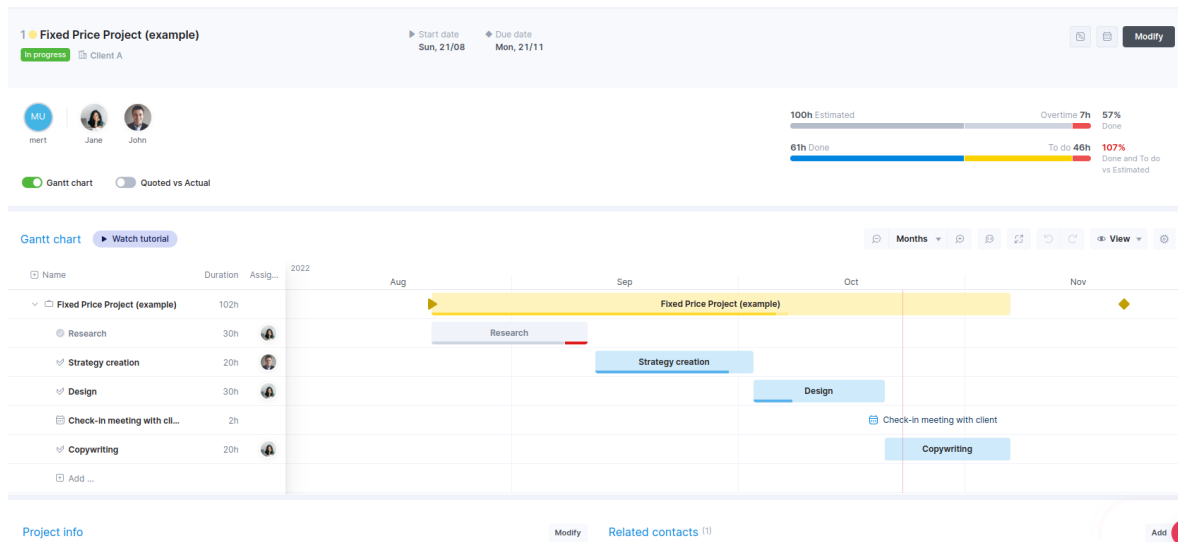 1 Fixed Price Project (example)
In progress Client A
Start date
Sun, 21/08
Due date
Mon, 21/11
Modify
MU
mert Jane John
100h Estimated Overtime 7h 57%
Done
61h Done To do 46h 107%
Done and To do
vs Estimated
Gantt chart Quoted vs Actual
Gantt chart Watch tutorial Months View
Name Duration Assig... 2022
Aug Sep Oct Nov
Fixed Price Project (example) 102h Fixed Price Project (example)
Research 30h Research
Strategy creation 20h Strategy creation
Design 30h Design
Check-in meeting with cli... 2h Check-in meeting with client
Copywriting 20h Copywriting
Add ...
Project info Modify Related contacts (1) Add